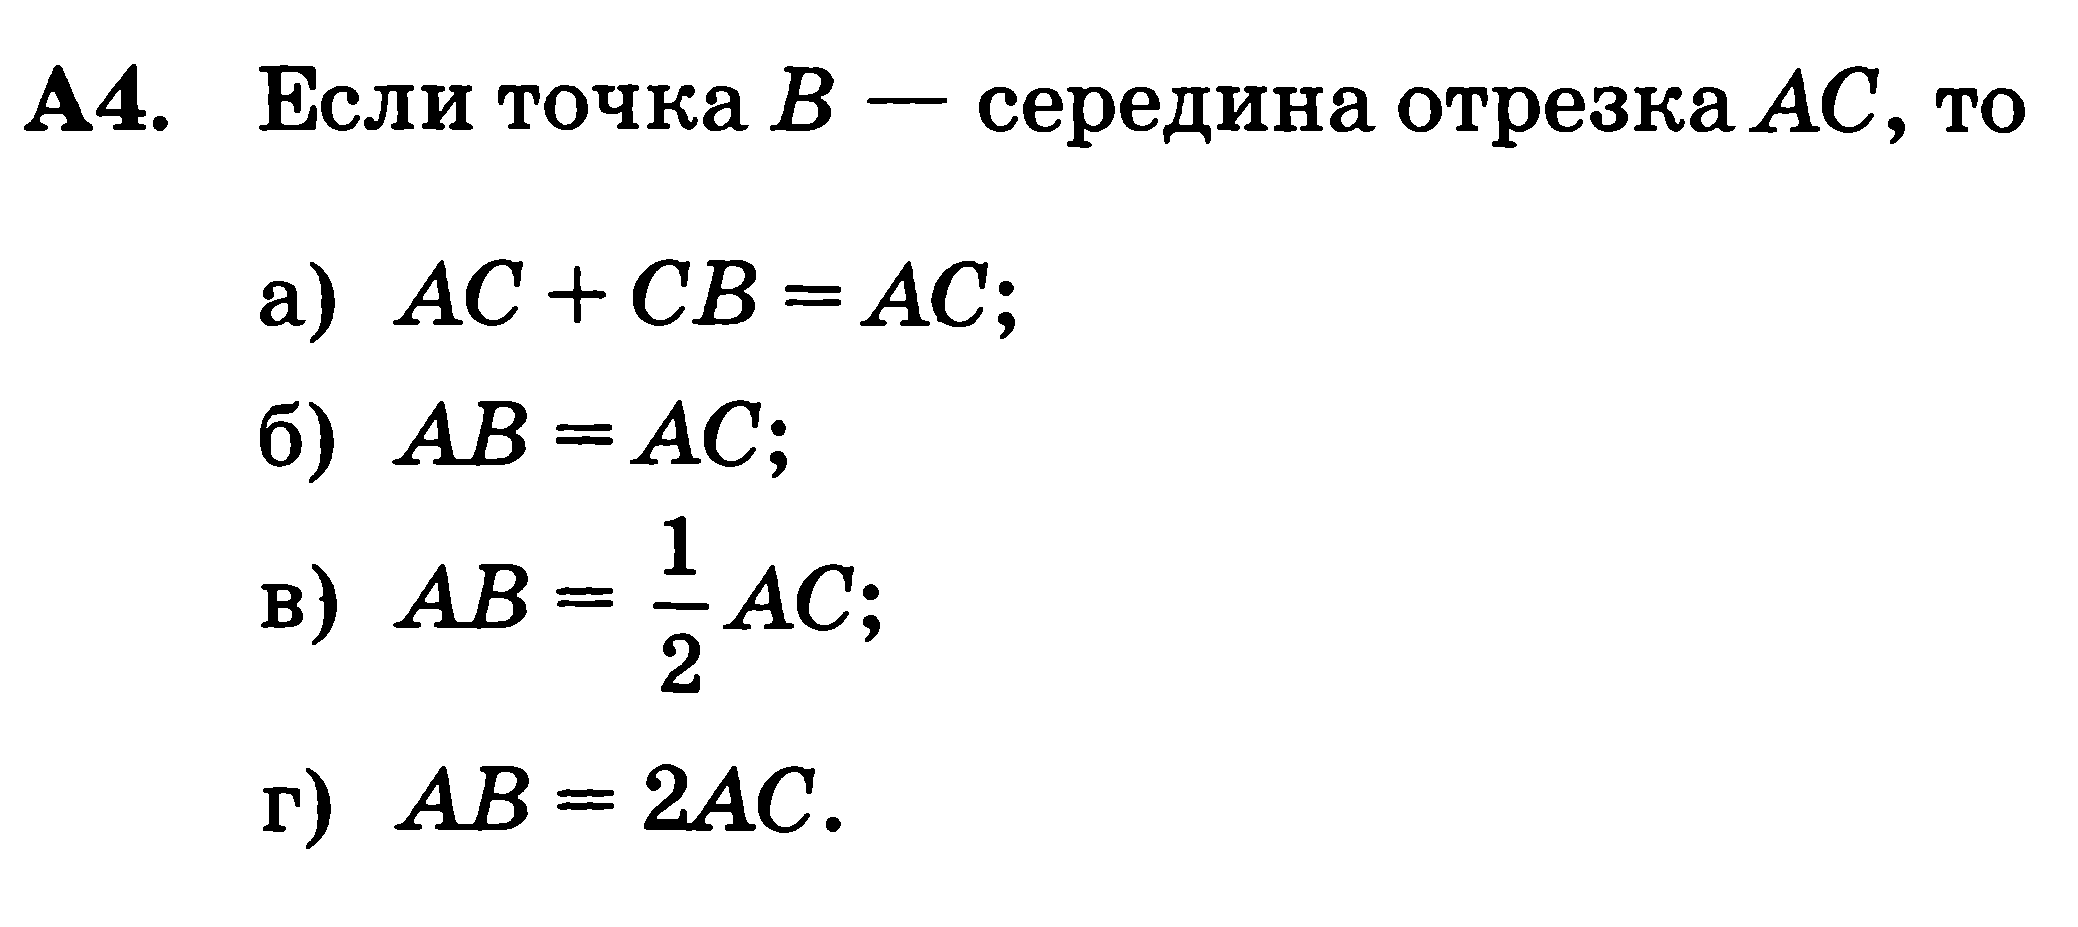 А4. Если точка B — середина отрезка AC, то
а) AC + CB = AC;
б) AB = AC;
в) AB = 1/2 AC;
г) AB = 2AC.